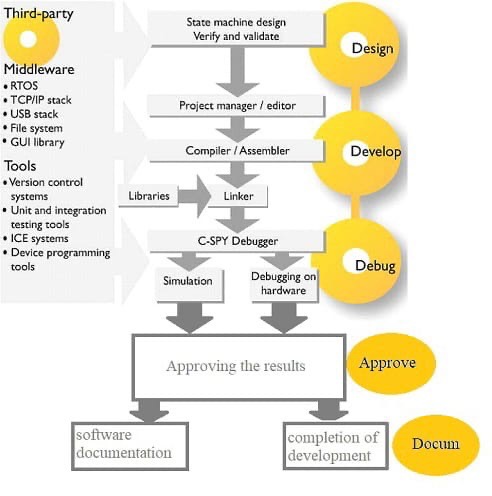 Third-party
Middleware
• RTOS
• TCP/IP stack
• USB stack
• File system
• GUI library
Tools
• Version control
systems
• Unit and integration
testing tools
• ICE systems
• Device programming
tools
State machine design
Verify and validate
Project manager / editor
Compiler / Assembler
Libraries
Linker
C-SPY Debugger
Simulation
Debugging on
hardware
Design
Develop
Debug
Approving the results
Approve
software
documentation
completion of
development
Docum